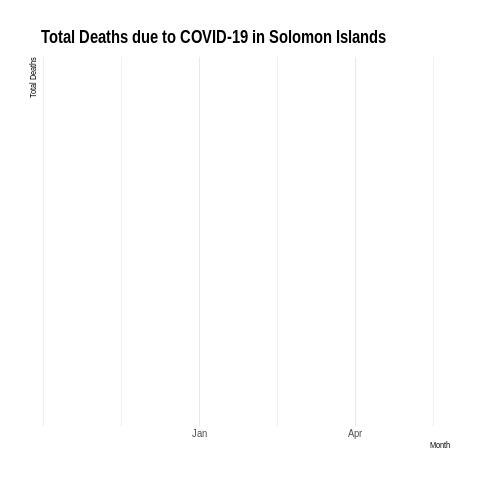 Total Deaths due to COVID-19 in Solomon Islands
Total Deaths
Jan
Apr
Month